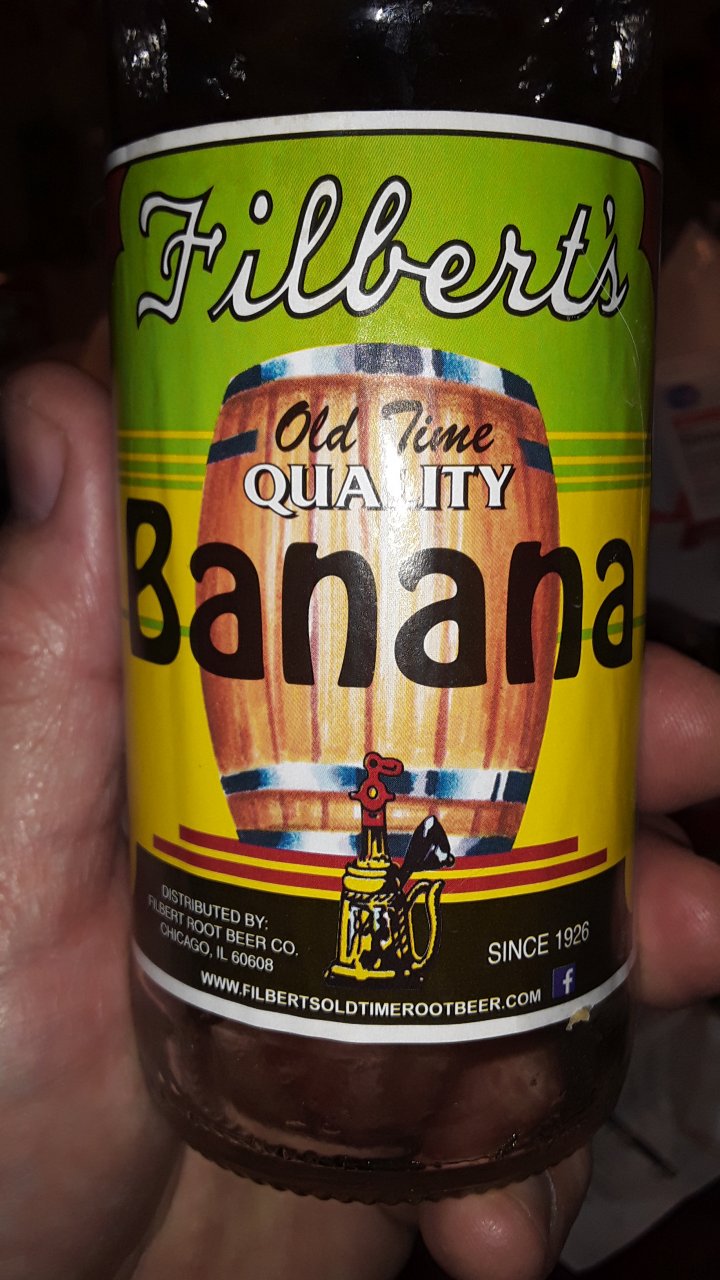 Filbert's
Old Time
QUALITY
Banana
DISTRIBUTED BY:
FILBERT ROOT BEER CO.
CHICAGO, IL 60608
SINCE 1926
WWW.FILBERTSOLDTIMEROOTBEER.COM f